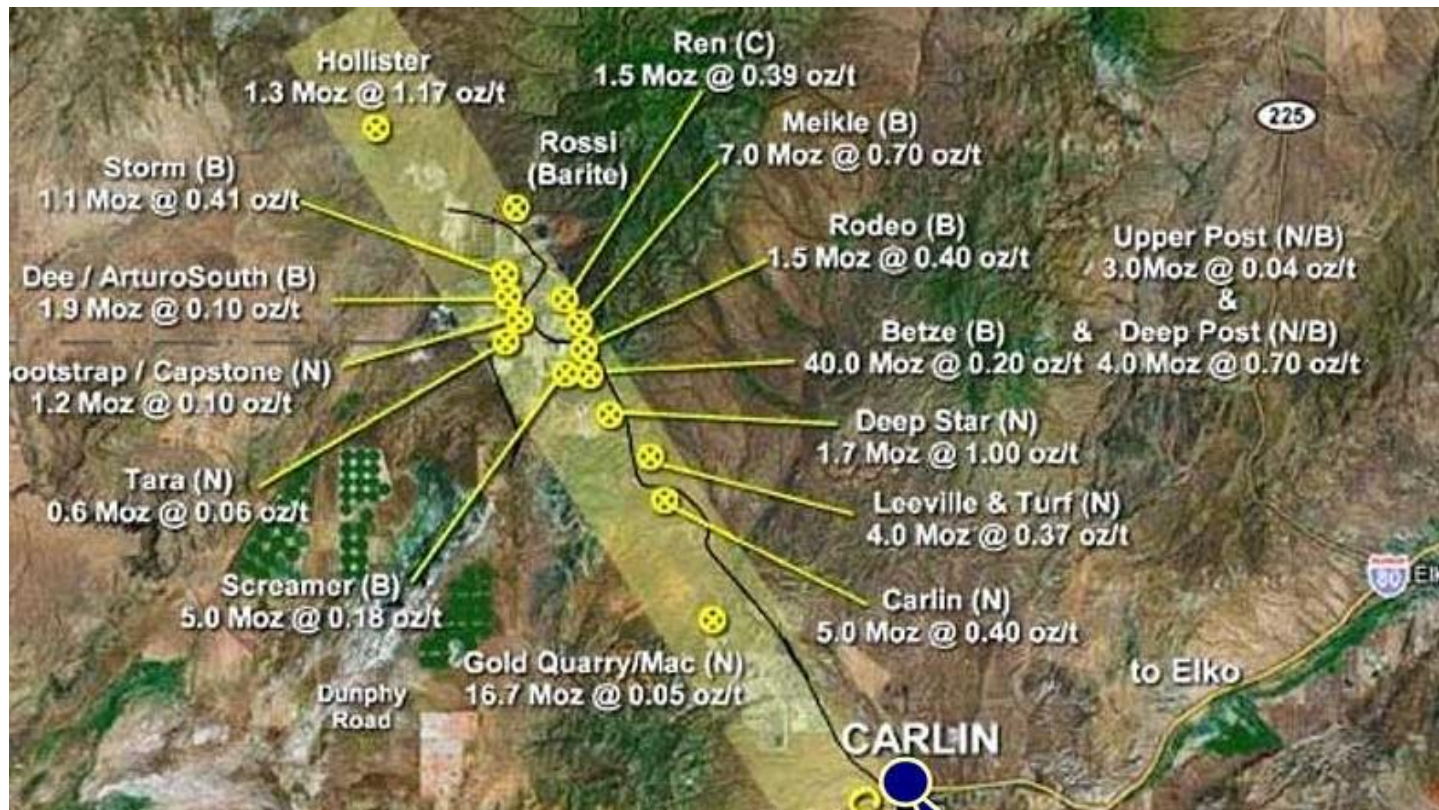 Hollister
1.3 Moz @ 1.17 oz/t
Ren (C)
1.5 Moz @ 0.39 oz/t
Meikle (B)
7.0 Moz @ 0.70 oz/t
225
Rossi
(Barite)
Storm (B)
1.1 Moz @ 0.41 oz/t
Rodeo (B)
1.5 Moz @ 0.40 oz/t
Upper Post (N/B)
3.0Moz @ 0.04 oz/t
&
Dee / ArturoSouth (B)
1.9 Moz @ 0.10 oz/t
Betze (B) & Deep Post (N/B)
40.0 Moz @ 0.20 oz/t 4.0 Moz @ 0.70 oz/t
ootstrap / Capstone (N)
1.2 Moz @ 0.10 oz/t
Deep Star (N)
1.7 Moz @ 1.00 oz/t
Tara (N)
0.6 Moz @ 0.06 oz/t
Leeville & Turf (N)
4.0 Moz @ 0.37 oz/t
Screamer (B)
5.0 Moz @ 0.18 oz/t
80
Elk
Carlin (N)
5.0 Moz @ 0.40 oz/t
Gold Quarry/Mac (N)
16.7 Moz @ 0.05 oz/t
to Elko
Dunphy
Road
CARLIN